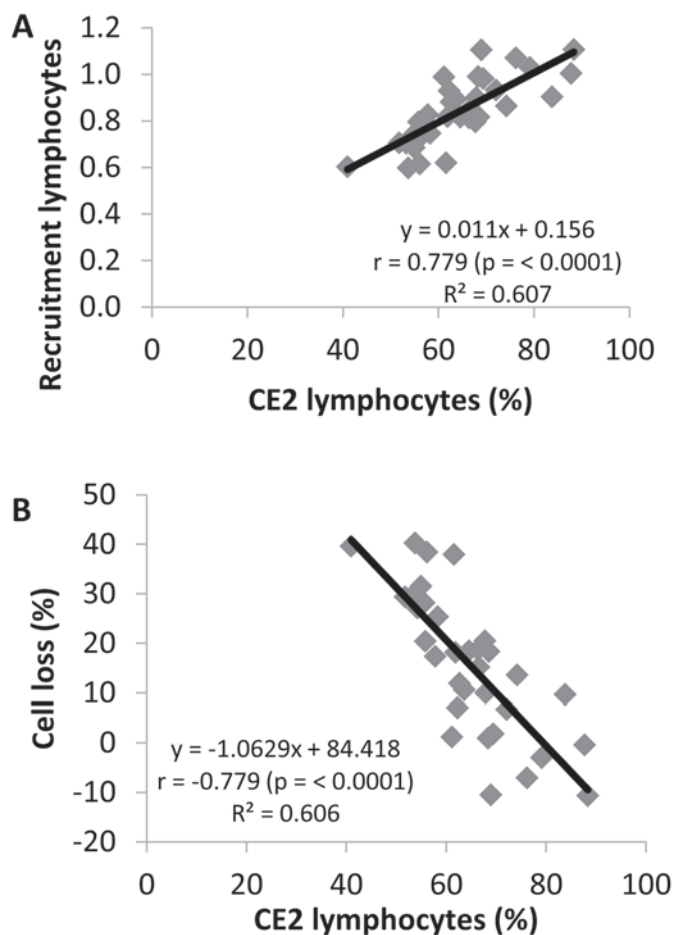 A
Recruitment lymphocytes
1.2
1.0
0.8
0.6
0.4
0.2
0.0
y = 0.011x + 0.156
r = 0.779 (p = < 0.0001)
R² = 0.607
0 20 40 60 80 100
CE2 lymphocytes (%)
B
Cell loss (%)
50
40
30
20
10
0
-10
-20
y = -1.0629x + 84.418
r = -0.779 (p = < 0.0001)
R² = 0.606
0 20 40 60 80 100
CE2 lymphocytes (%)